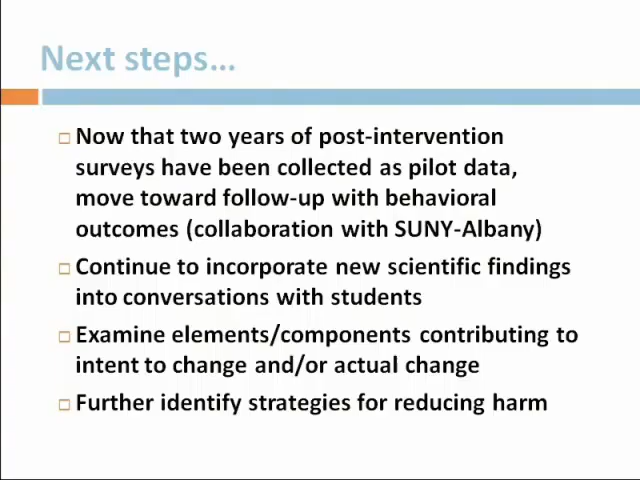 Next steps…
Now that two years of post-intervention
surveys have been collected as pilot data,
move toward follow-up with behavioral
outcomes (collaboration with SUNY-Albany)
Continue to incorporate new scientific findings
into conversations with students
Examine elements/components contributing to
intent to change and/or actual change
Further identify strategies for reducing harm